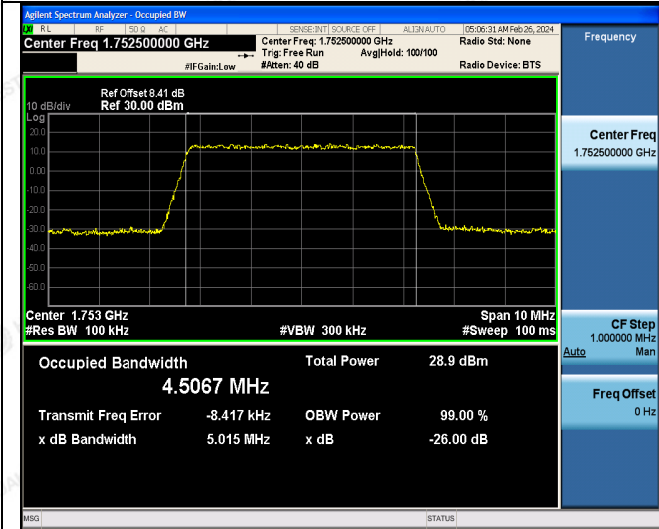 Agilent Spectrum Analyzer - Occupied BW
RL RF 50 Ω AC SENSE:INT SOURCE OFF ALIGN AUTO 05:06:31 AM Feb 26, 2024
Center Freq 1.752500000 GHz
Center Freq: 1.752500000 GHz
Radio Std: None
Trig: Free Run Avg|Hold: 100/100
#IFGain:Low #Atten: 40 dB Radio Device: BTS
Frequency
Ref Offset 8.41 dB
10 dB/div Ref 30.00 dBm
Log
20.0
10.0
0.00
-10.0
-20.0
-30.0
-40.0
-50.0
-60.0
Center 1.753 GHz Span 10 MHz
#Res BW 100 kHz #VBW 300 kHz #Sweep 100 ms
Occupied Bandwidth Total Power 28.9 dBm
4.5067 MHz
Transmit Freq Error -8.417 kHz OBW Power 99.00 %
x dB Bandwidth 5.015 MHz x dB -26.00 dB
Center Freq
1.752500000 GHz
CF Step
1.000000 MHz
Auto Man
Freq Offset
0 Hz
MSG STATUS